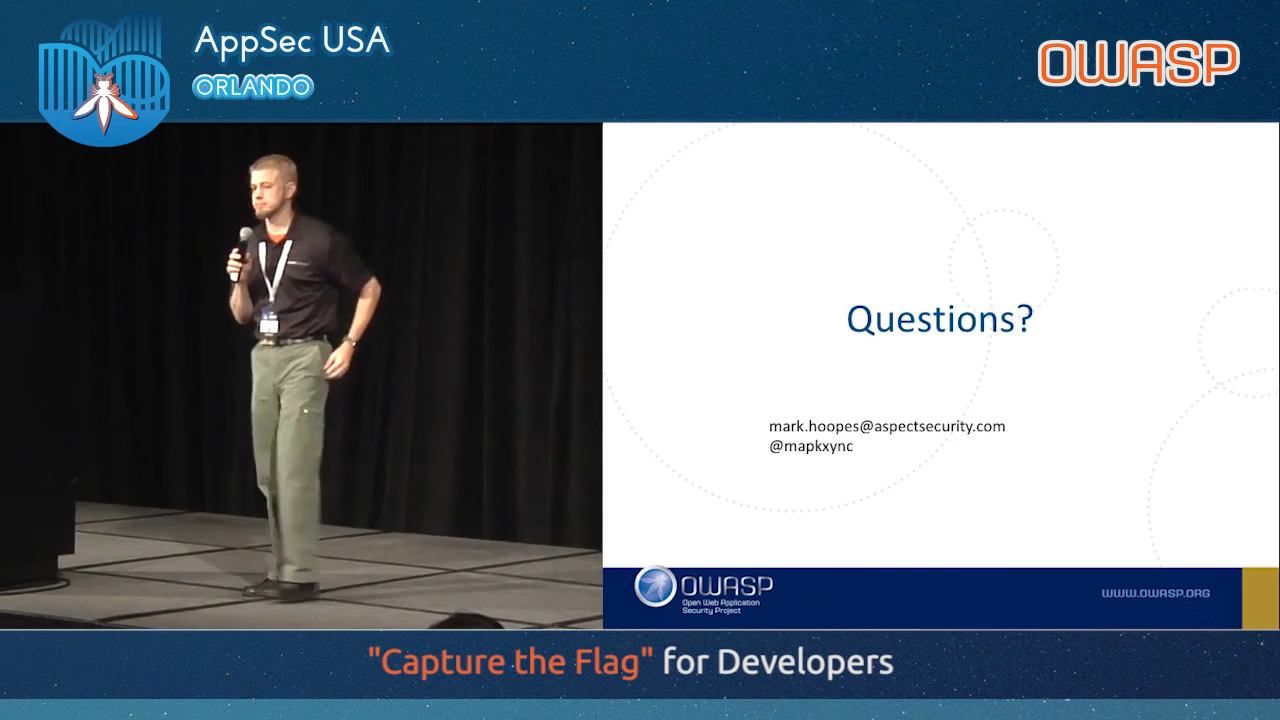 AppSec USA
ORLANDO
OWASP
Questions?
mark.hoopes@aspectsecurity.com
@mapkxync
OWASP
Open Web Application
Security Project
WWW.OWASP.ORG
"Capture the Flag" for Developers